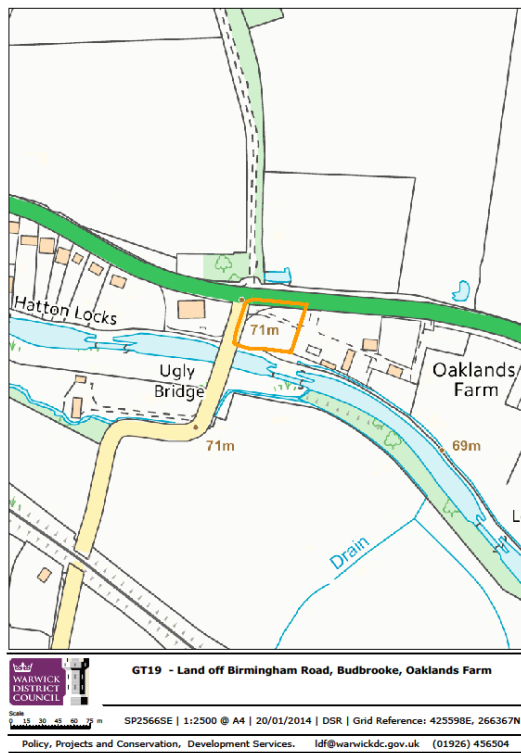 Hatton Locks
71m
Ugly
Bridge
Oaklands
Farm
71m
69m
Drain
GT19 - Land off Birmingham Road, Budbrooke, Oaklands Farm
WARWICK
DISTRICT
COUNCIL
Scale
0 15 30 45 60 75 m
SP2566SE | 1:2500 @ A4 | 20/01/2014 | DSR | Grid Reference: 425598E, 266367N
Policy, Projects and Conservation, Development Services. ldf@warwickdc.gov.uk (01926) 456504